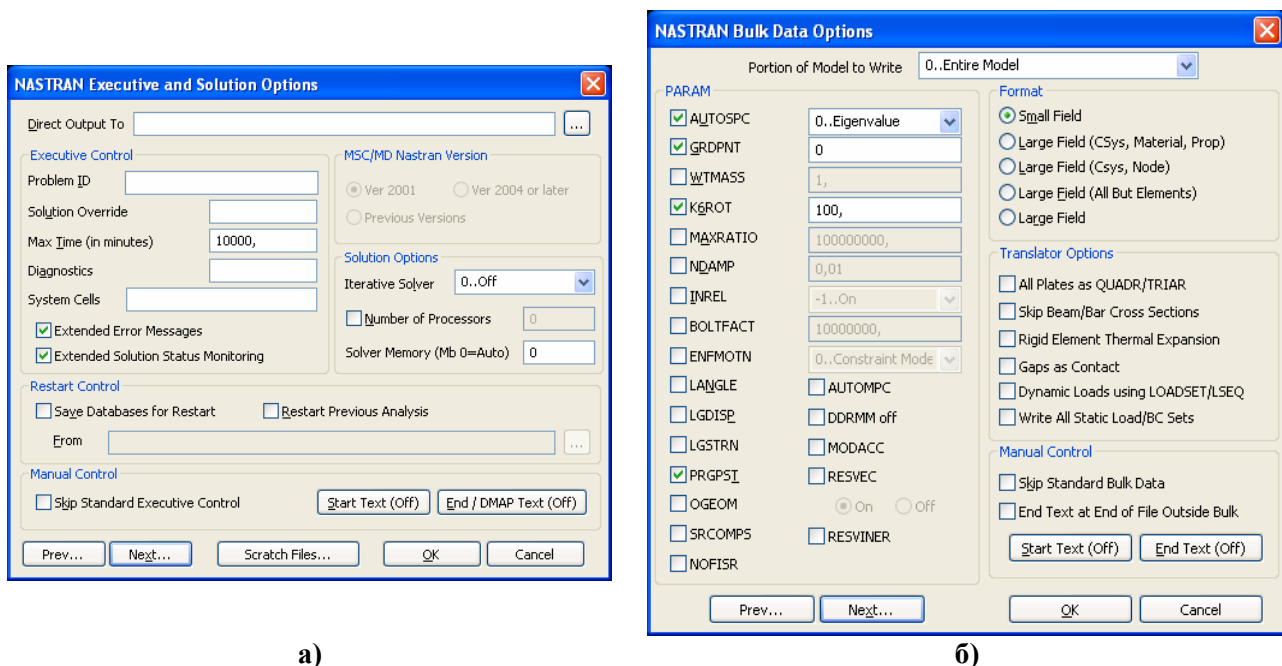 NASTRAN Executive and Solution Options
Direct Output To
...
Executive Control
Problem ID
Solution Override
Max Time (in minutes) 10000,
Diagnostics
System Cells
Extended Error Messages
Extended Solution Status Monitoring
MSC/MD Nastran Version
Ver 2001 Ver 2004 or later
Previous Versions
Solution Options
Iterative Solver 0..Off
Number of Processors 0
Solver Memory (Mb 0=Auto) 0
Restart Control
Save Databases for Restart Restart Previous Analysis
From ...
Manual Control
Skip Standard Executive Control Start Text (Off) End / DMAP Text (Off)
Prev... Next... Scratch Files... OK Cancel
а)
NASTRAN Bulk Data Options
Portion of Model to Write 0..Entire Model
PARAM
AUTOSPC 0..Eigenvalue
GRDPNT 0
WTMASS 1,
K6ROT 100,
MAXRATIO 100000000,
NDAMP 0,01
INREL -1..On
BOLTFACT 10000000,
ENFMOTN 0..Constraint Mode
LANGLE AUTOMPC
LGDISP DDRMM off
LGSTRN MODACC
PRGPST RESVEC
OGEOM On Off
SRCOMPS RESVINER
NOFISR
Format
Small Field
Large Field (CSys, Material, Prop)
Large Field (Csys, Node)
Large Field (All But Elements)
Large Field
Translator Options
All Plates as QUADR/TRIAR
Skip Beam/Bar Cross Sections
Rigid Element Thermal Expansion
Gaps as Contact
Dynamic Loads using LOADSET/LSEQ
Write All Static Load/BC Sets
Manual Control
Skip Standard Bulk Data
End Text at End of File Outside Bulk
Start Text (Off) End Text (Off)
Prev... Next... OK Cancel
б)